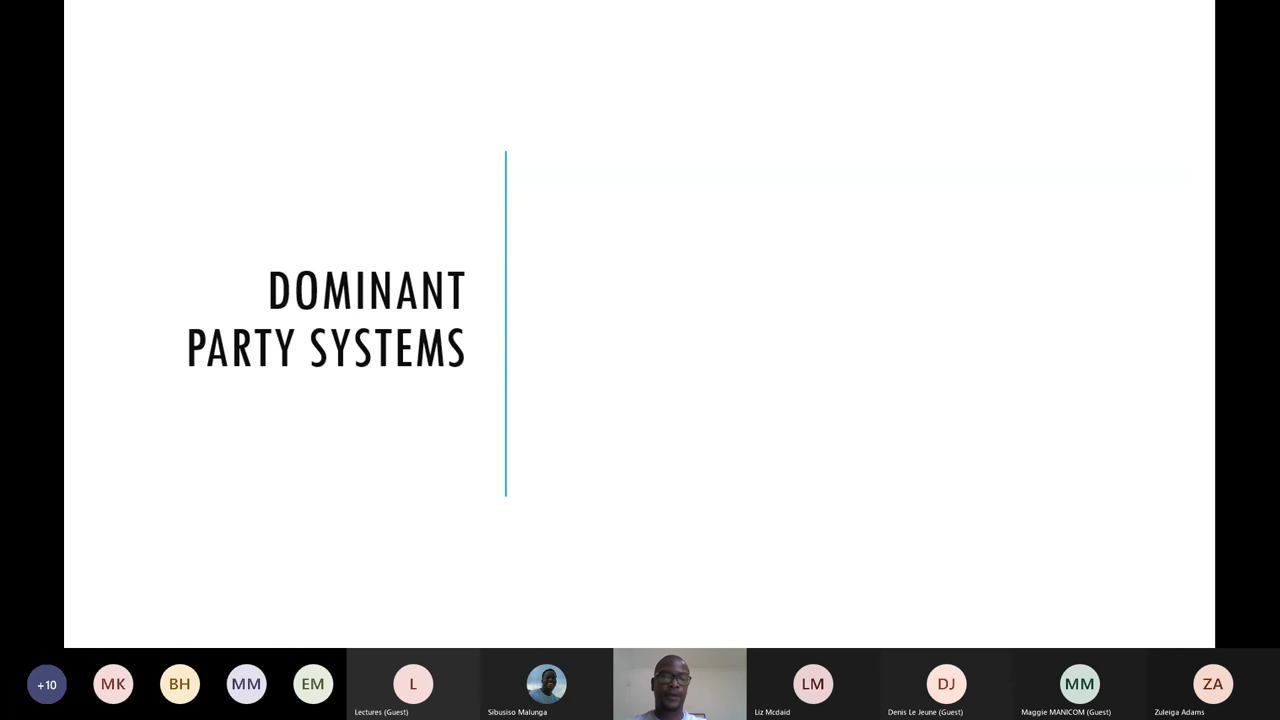 DOMINANT
PARTY SYSTEMS
+10
MK
BH
MM
EM
L
LM
DJ
MM
ZA
Lectures (Guest)
Sibusiso Malunga
Liz Mcdaid
Denis Le Jeune (Guest)
Maggie MANICOM (Guest)
Zuleiga Adams